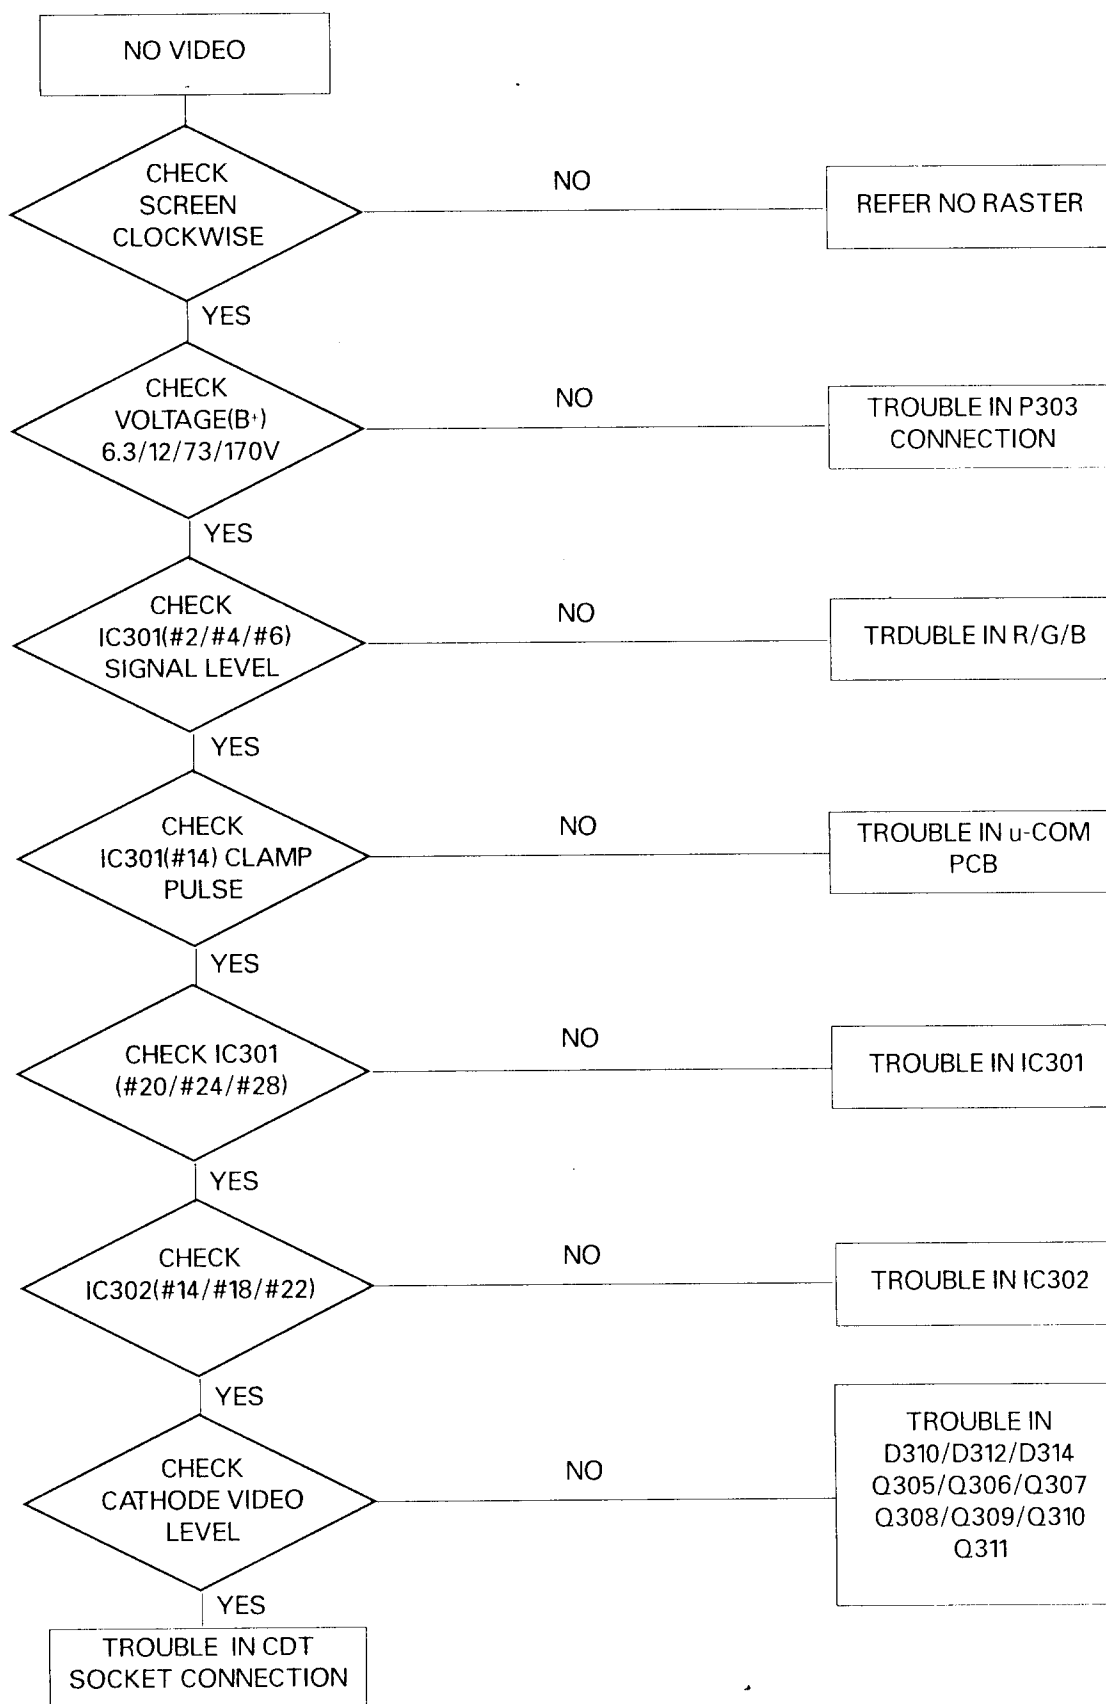 NO VIDEO
CHECK
SCREEN
CLOCKWISE
NO
REFER NO RASTER
YES
CHECK
VOLTAGE(B+)
6.3/12/73/170V
NO
TROUBLE IN P303
CONNECTION
YES
CHECK
IC301(#2/#4/#6)
SIGNAL LEVEL
NO
TRDUBLE IN R/G/B
YES
CHECK
IC301(#14) CLAMP
PULSE
NO
TROUBLE IN u-COM
PCB
YES
CHECK IC301
(#20/#24/#28)
NO
TROUBLE IN IC301
YES
CHECK
IC302(#14/#18/#22)
NO
TROUBLE IN IC302
YES
CHECK
CATHODE VIDEO
LEVEL
NO
TROUBLE IN
D310/D312/D314
Q305/Q306/Q307
Q308/Q309/Q310
Q311
YES
TROUBLE IN CDT
SOCKET CONNECTION